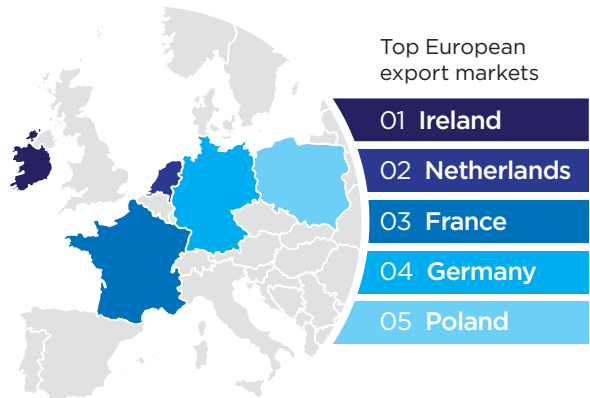 Top European
export markets
01 Ireland
02 Netherlands
03 France
04 Germany
05 Poland